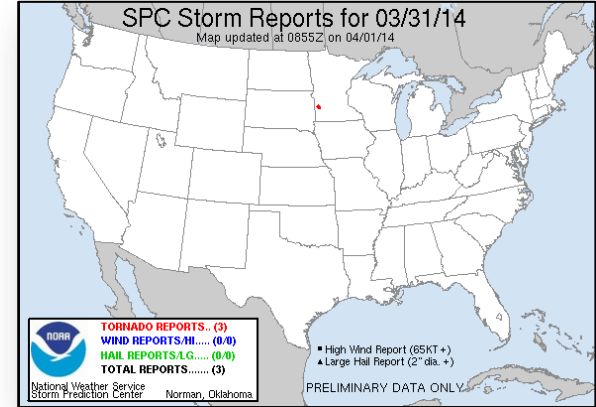 SPC Storm Reports for 03/31/14
Map updated at 0855Z on 04/01/14
NOAA
TORNADO REPORTS.. (3)
WIND REPORTS/HI..... (0/0)
HAIL REPORTS/LG..... (0/0)
TOTAL REPORTS....... (3)
National Weather Service
Storm Prediction Center Norman, Oklahoma
High Wind Report (65KT +)
Large Hail Report (2" dia. +)
PRELIMINARY DATA ONLY